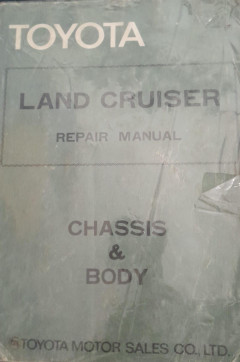 TOYOTA
LAND CRUISER
REPAIR MANUAL
CHASSIS
&
BODY
TOYOTA MOTOR SALES CO., LTD.